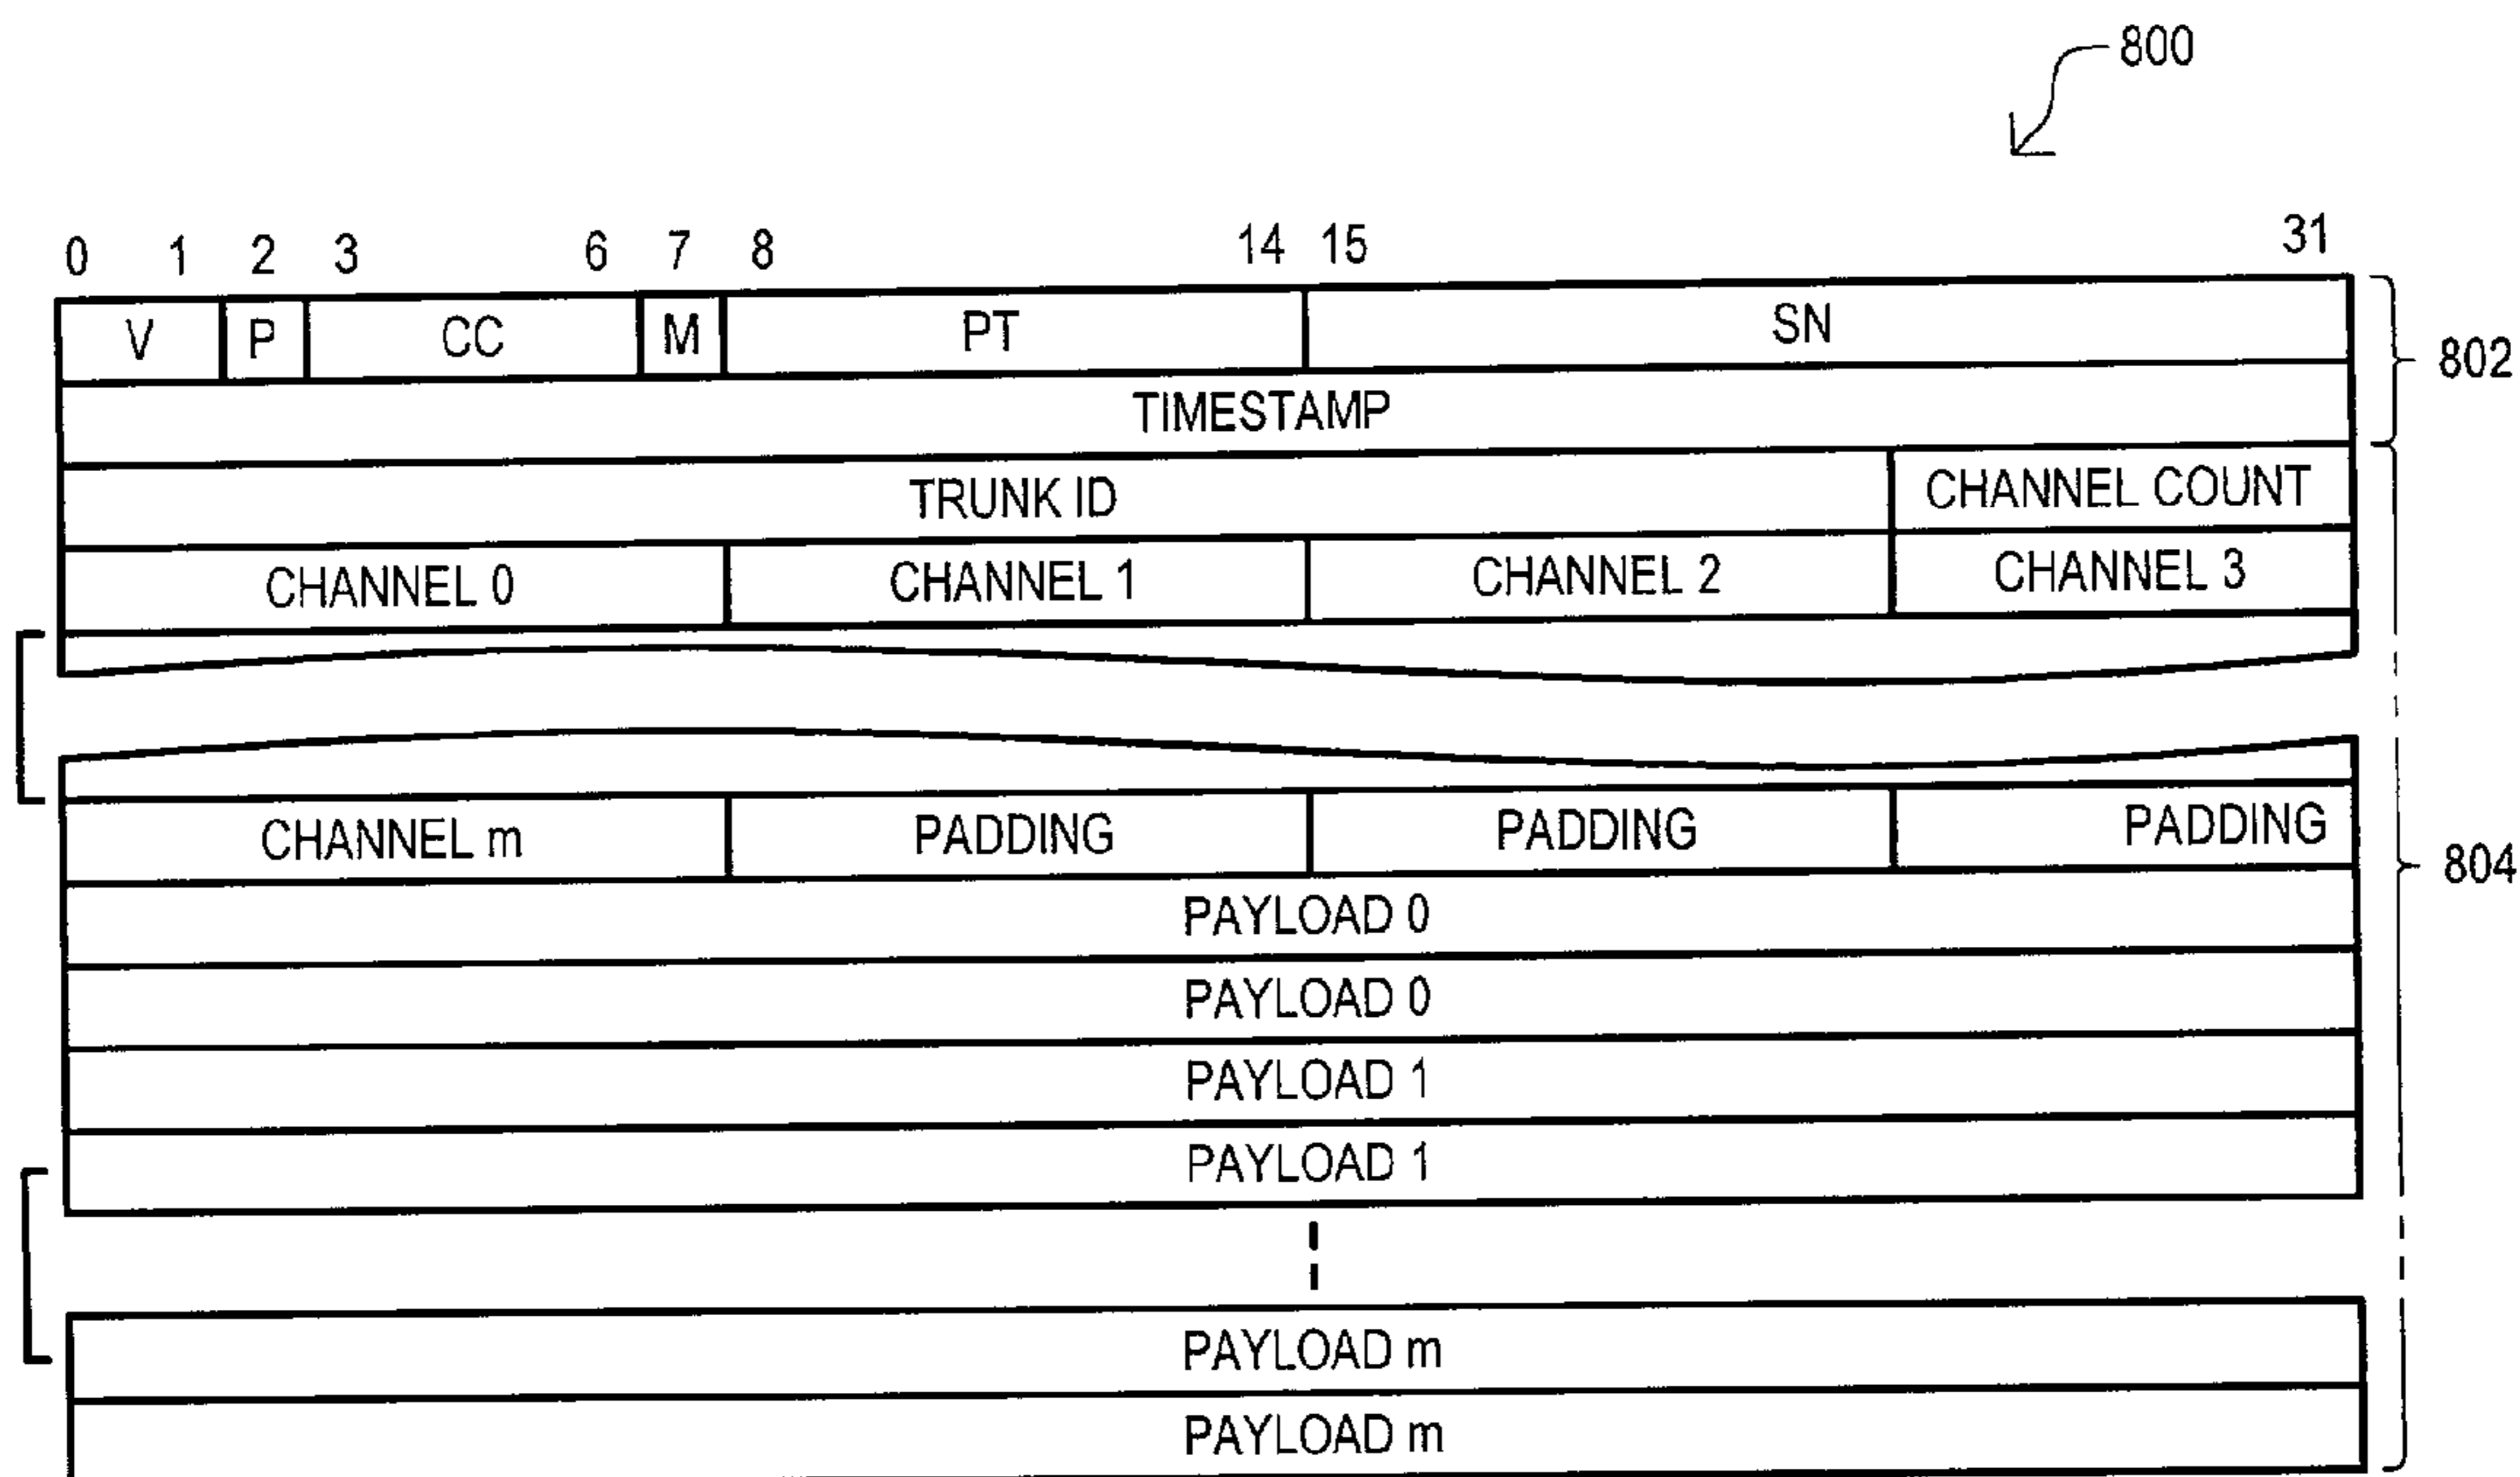 800
0 1 2 3 6 7 8 14 15 31
V P CC M PT SN
802
TIMESTAMP
TRUNK ID CHANNEL COUNT
CHANNEL 0 CHANNEL 1 CHANNEL 2 CHANNEL 3
CHANNEL m PADDING PADDING PADDING
804
PAYLOAD 0
PAYLOAD 0
PAYLOAD 1
PAYLOAD 1
PAYLOAD m
PAYLOAD m